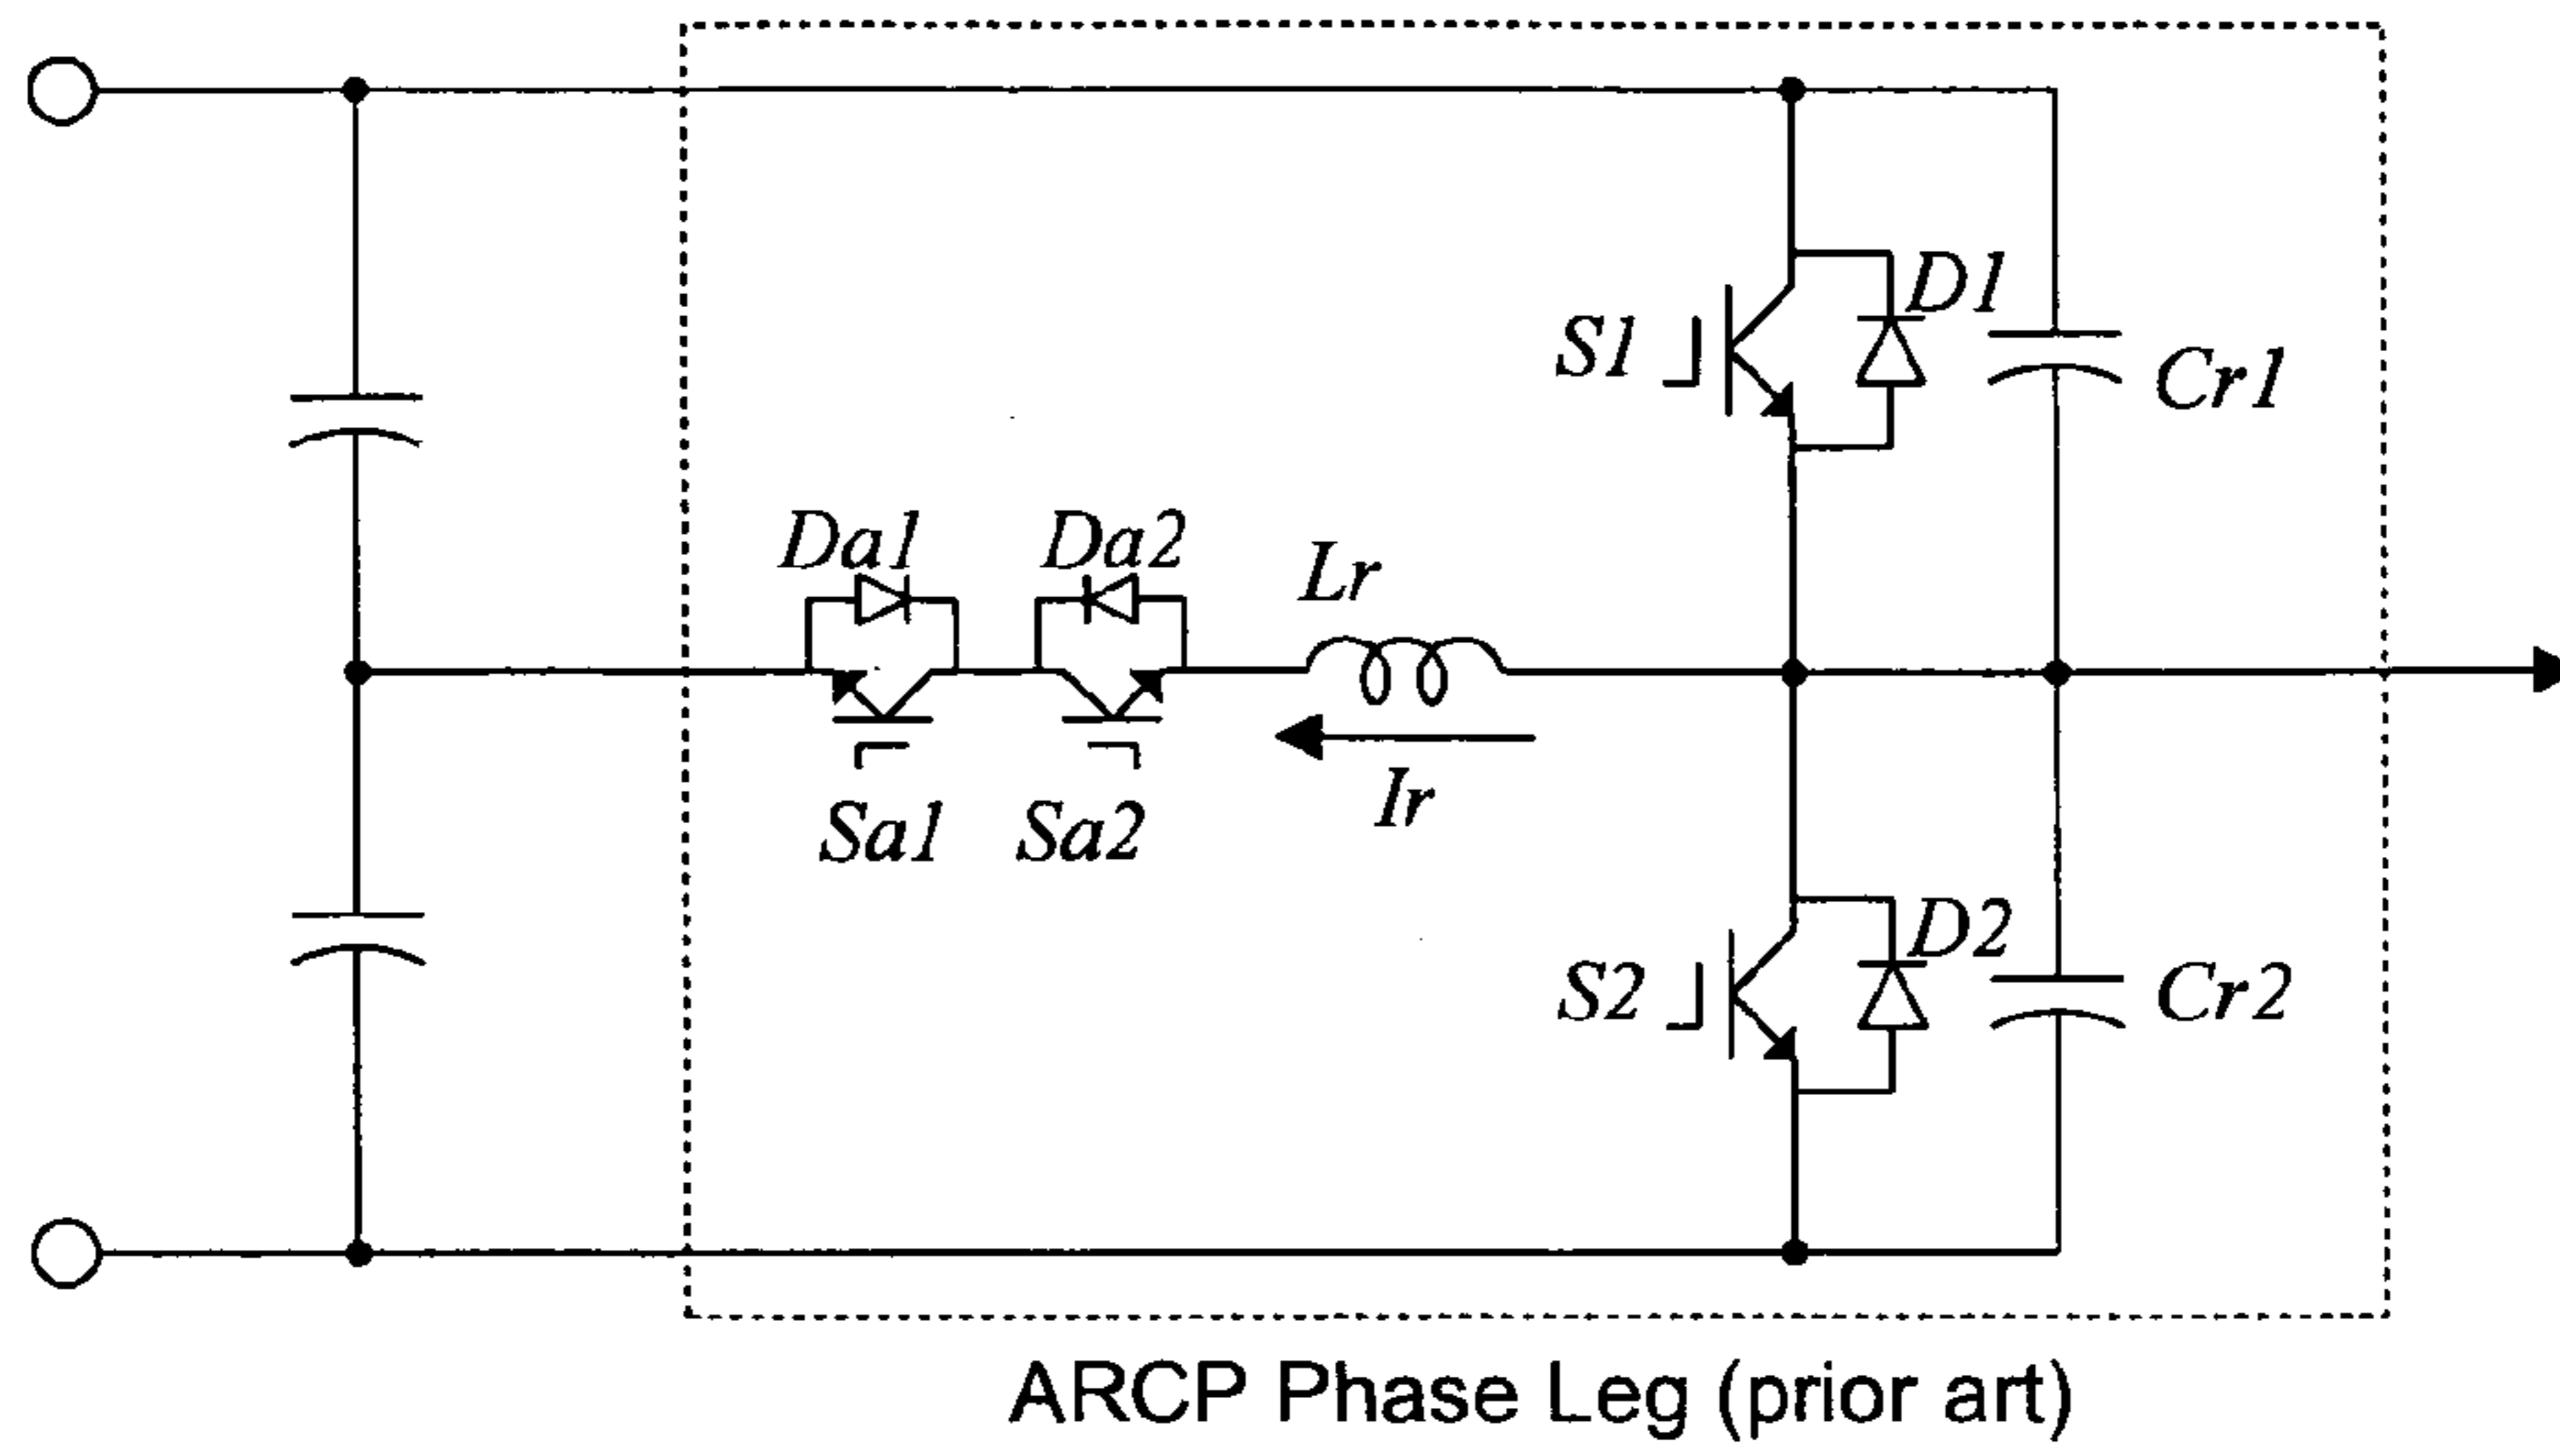 D1
S1
Cr1
Da1 Da2
Lr
Ir
Sa1 Sa2
D2
S2
Cr2
ARCP Phase Leg (prior art)